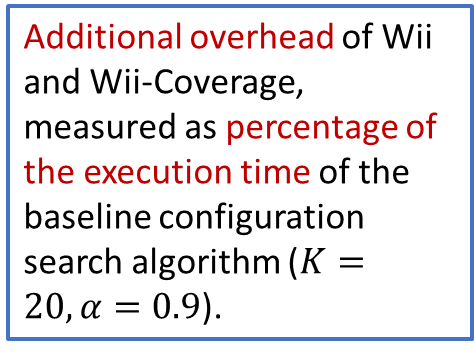 Additional overhead of Wii
and Wii-Coverage,
measured as percentage of
the execution time of the
baseline configuration
search algorithm (𝐾 =
20, 𝛼 = 0.9).